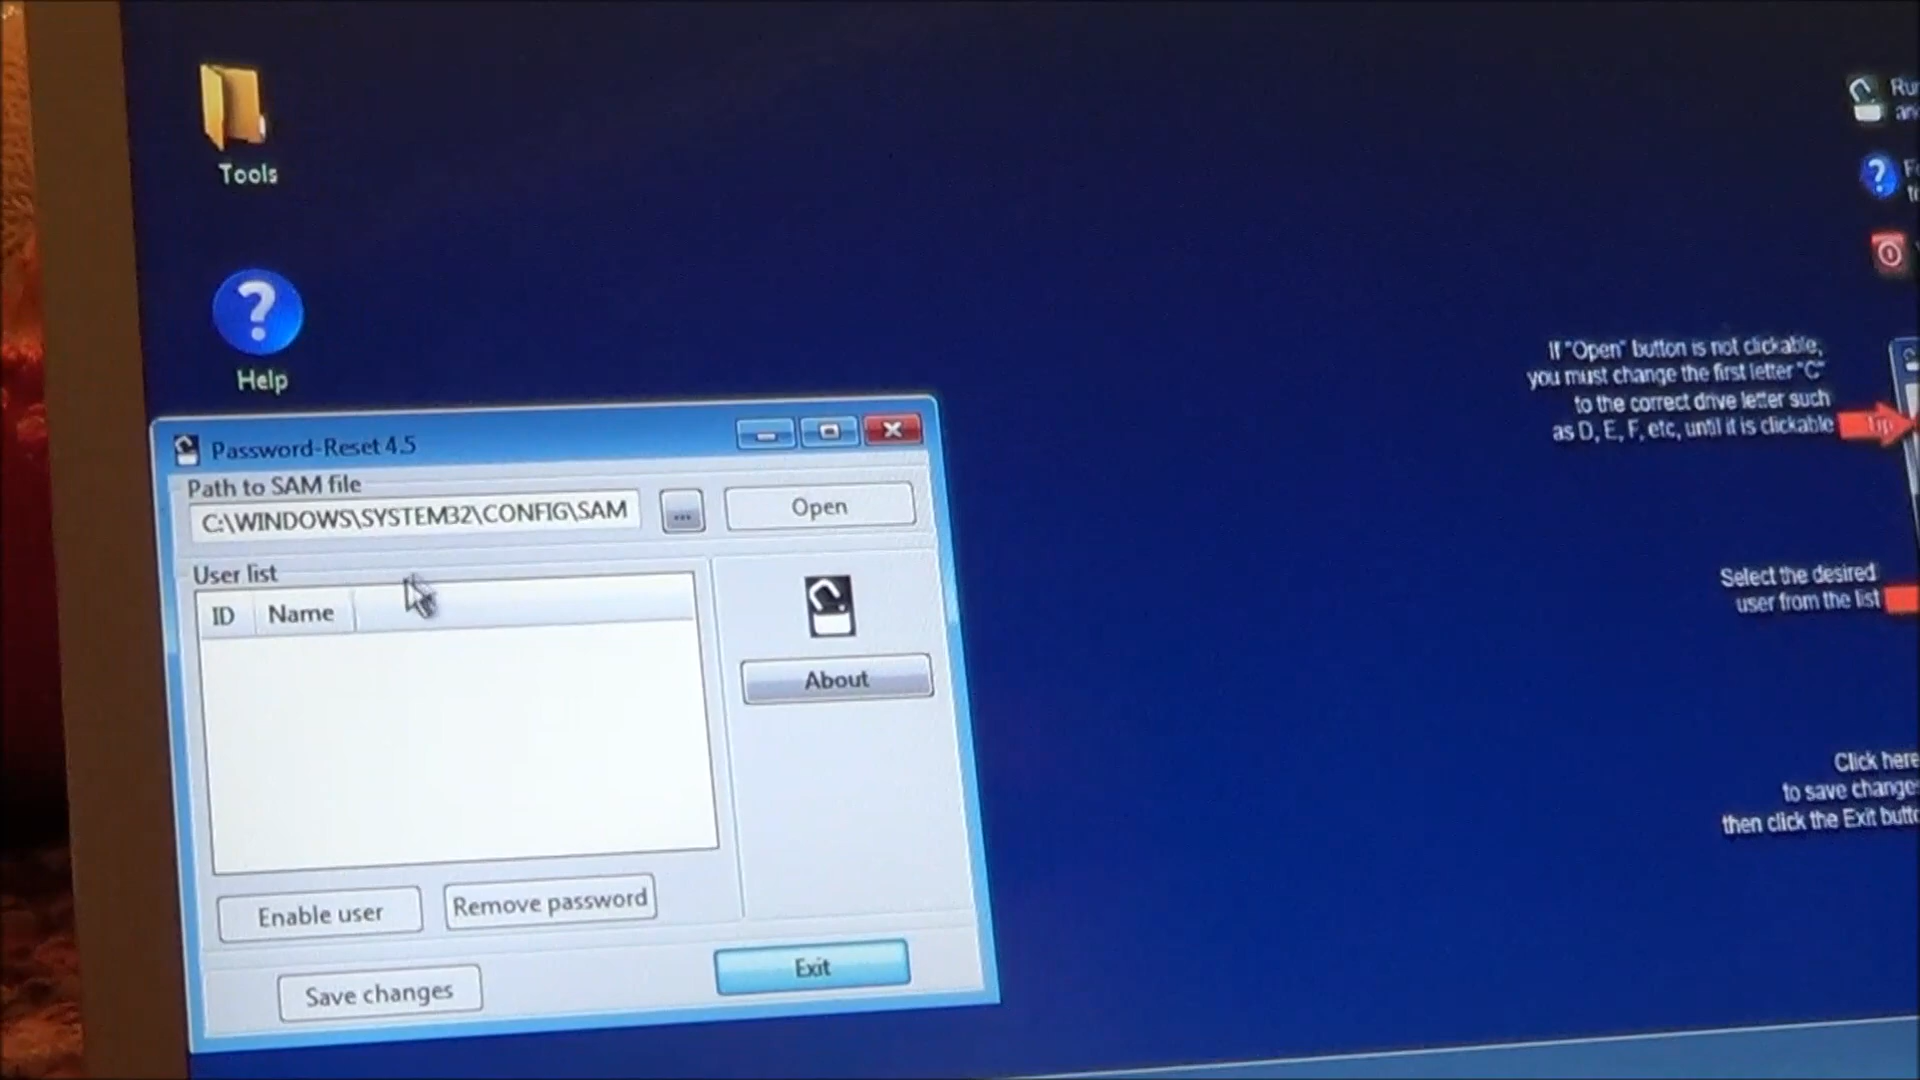 Tools
Help
Password-Reset 4.5
Path to SAM file
C:\WINDOWS\SYSTEM32\CONFIG\SAM
...
Open
User list
ID Name
About
Enable user
Remove password
Save changes
Exit
If "Open" button is not clickable,
you must change the first letter "C"
to the correct drive letter such
as D, E, F, etc, until it is clickable
Tip
Select the desired
user from the list
Click here
to save changes
then click the Exit